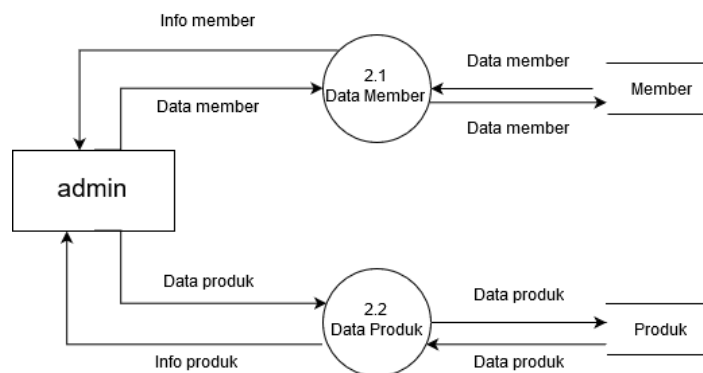 Info member
2.1
Data Member
Data member
Member
Data member
Data member
admin
Data produk
2.2
Data Produk
Data produk
Produk
Info produk
Data produk